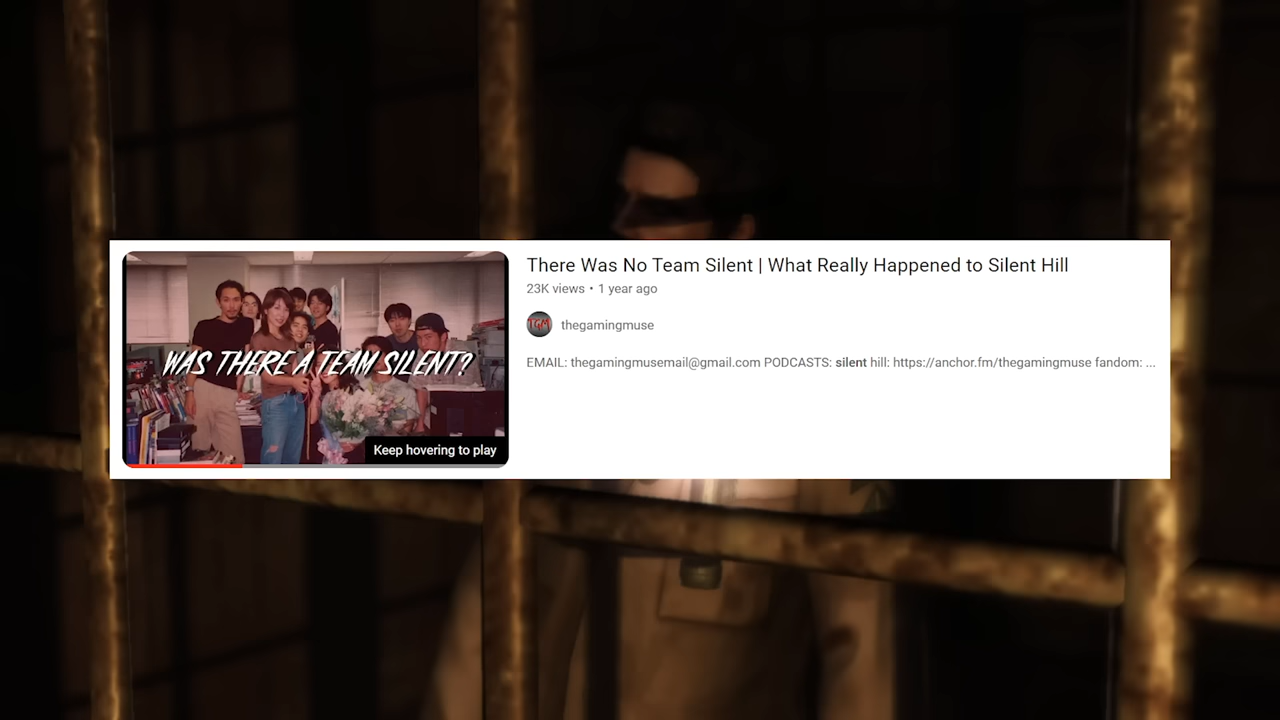 There Was No Team Silent | What Really Happened to Silent Hill
23K views • 1 year ago
TGM
thegamingmuse
WAS THERE A TEAM SILENT?
EMAIL: thegamingmusemail@gmail.com PODCASTS: silent hill: https://anchor.fm/thegamingmuse fandom: ...
Keep hovering to play